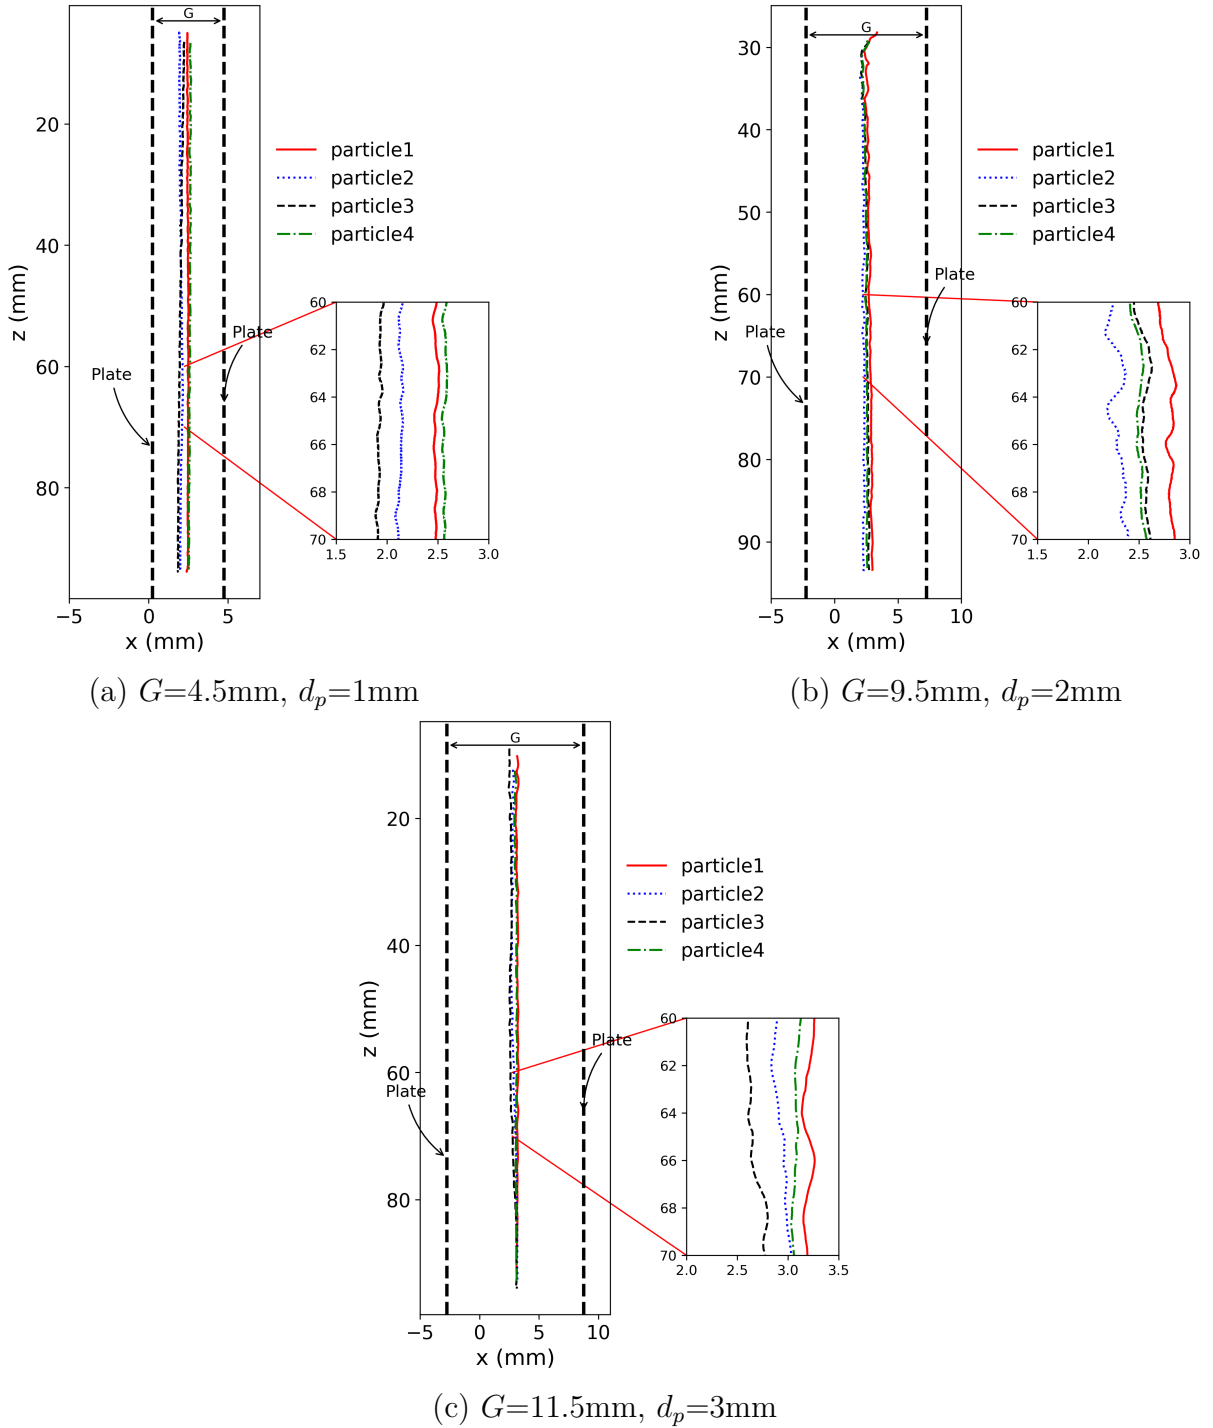 G
20
40
60
80
z (mm)
−5
0
5
x (mm)
particle1
particle2
particle3
particle4
Plate
Plate
60
62
64
66
68
70
1.5
2.0
2.5
3.0
(a) G=4.5mm, dp=1mm
G
30
40
50
60
70
80
90
z (mm)
−5
0
5
10
x (mm)
particle1
particle2
particle3
particle4
Plate
Plate
60
62
64
66
68
70
1.5
2.0
2.5
3.0
(b) G=9.5mm, dp=2mm
G
20
40
60
80
z (mm)
−5
0
5
10
x (mm)
particle1
particle2
particle3
particle4
Plate
Plate
60
62
64
66
68
70
2.0
2.5
3.0
3.5
(c) G=11.5mm, dp=3mm